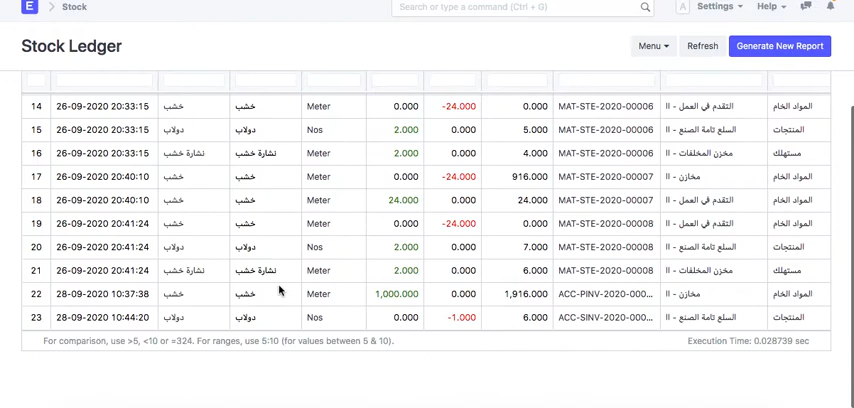 E > Stock Search or type a command (Ctrl + G) A Settings Help
Stock Ledger Menu Refresh Generate New Report
14 26-09-2020 20:33:15 خشب خشب Meter 0.000 -24.000 0.000 MAT-STE-2020-00006 التقدم في العمل - II المواد الخام
15 26-09-2020 20:33:15 دولاب دولاب Nos 2.000 0.000 5.000 MAT-STE-2020-00006 السلع تامة الصنع - II المنتجات
16 26-09-2020 20:33:15 نشارة خشب نشارة خشب Meter 2.000 0.000 4.000 MAT-STE-2020-00006 مخزن المخلفات - II مستهلك
17 26-09-2020 20:40:10 خشب خشب Meter 0.000 -24.000 916.000 MAT-STE-2020-00007 مخازن - II المواد الخام
18 26-09-2020 20:40:10 خشب خشب Meter 24.000 0.000 24.000 MAT-STE-2020-00007 التقدم في العمل - II المواد الخام
19 26-09-2020 20:41:24 خشب خشب Meter 0.000 -24.000 0.000 MAT-STE-2020-00008 التقدم في العمل - II المواد الخام
20 26-09-2020 20:41:24 دولاب دولاب Nos 2.000 0.000 7.000 MAT-STE-2020-00008 السلع تامة الصنع - II المنتجات
21 26-09-2020 20:41:24 نشارة خشب نشارة خشب Meter 2.000 0.000 6.000 MAT-STE-2020-00008 مخزن المخلفات - II مستهلك
22 28-09-2020 10:37:38 خشب خشب Meter 1,000.000 0.000 1,916.000 ACC-PINV-2020-000... مخازن - II المواد الخام
23 28-09-2020 10:44:20 دولاب دولاب Nos 0.000 -1.000 6.000 ACC-SINV-2020-000... السلع تامة الصنع - II المنتجات
For comparison, use >5, <10 or =324. For ranges, use 5:10 (for values between 5 & 10). Execution Time: 0.028739 sec